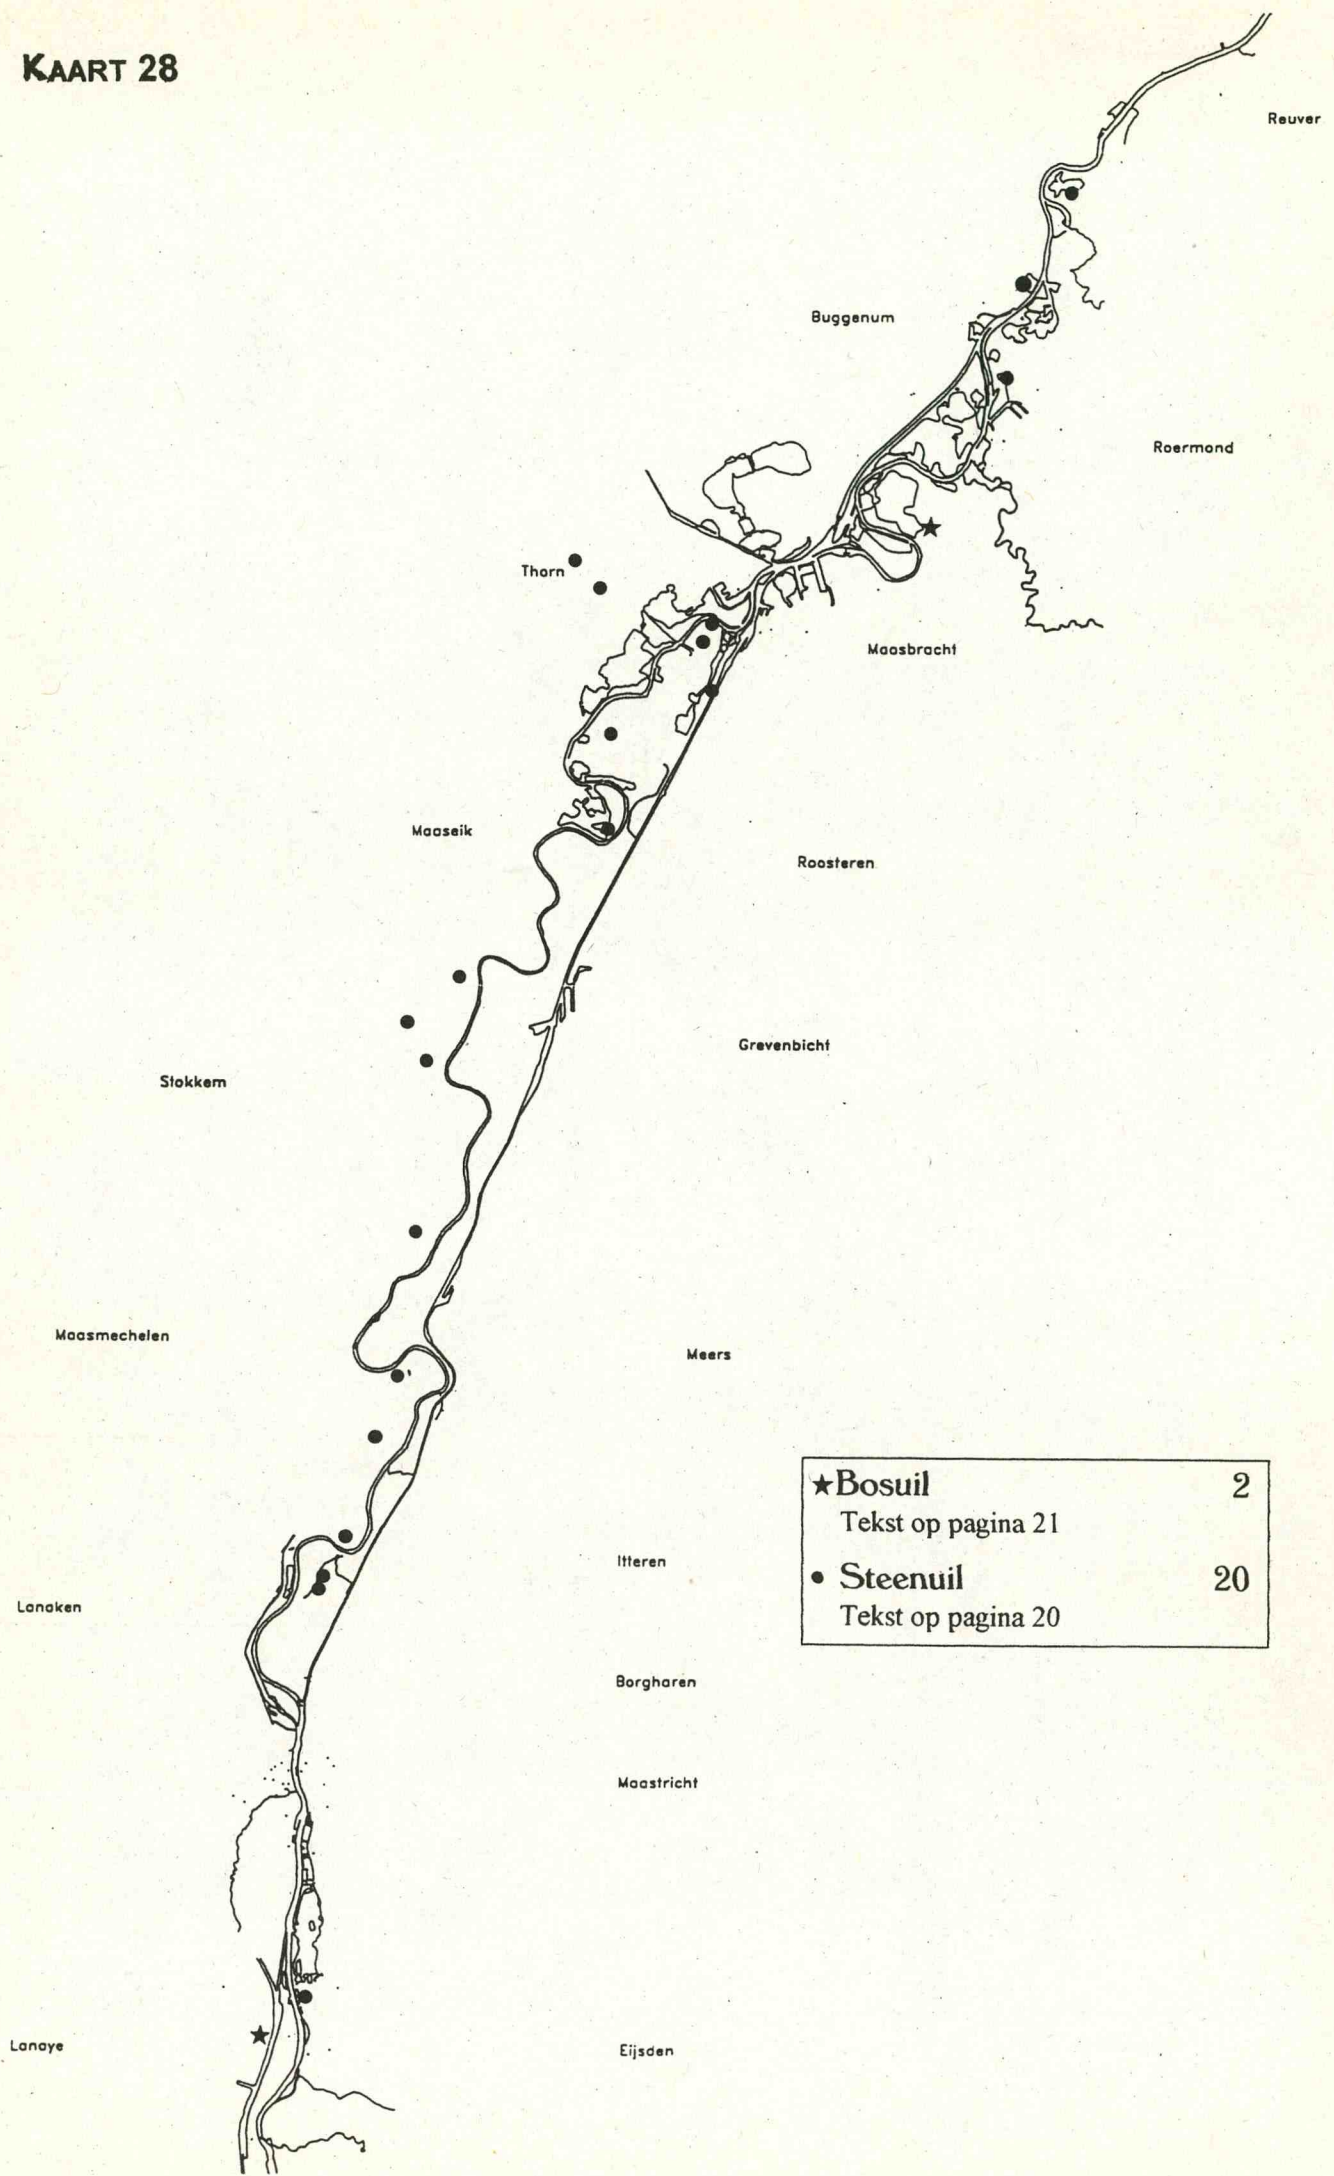 KAART 28
Reuver
Buggenum
Roermond
Thorn
Maasbracht
Maaseik
Roosteren
Grevenbicht
Stokkem
Maasmechelen
Meers
★Bosuil 2
Tekst op pagina 21
Itteren
• Steenuil 20
Lanaken
Tekst op pagina 20
Borgharen
Maastricht
Lanaye
Eijsden